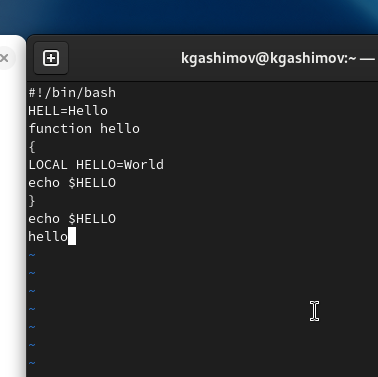 kgashimov@kgashimov:~ —
#!/bin/bash
HELL=Hello
function hello
{
LOCAL HELLO=World
echo $HELLO
}
echo $HELLO
hello
~
~
~
~
~
~
~